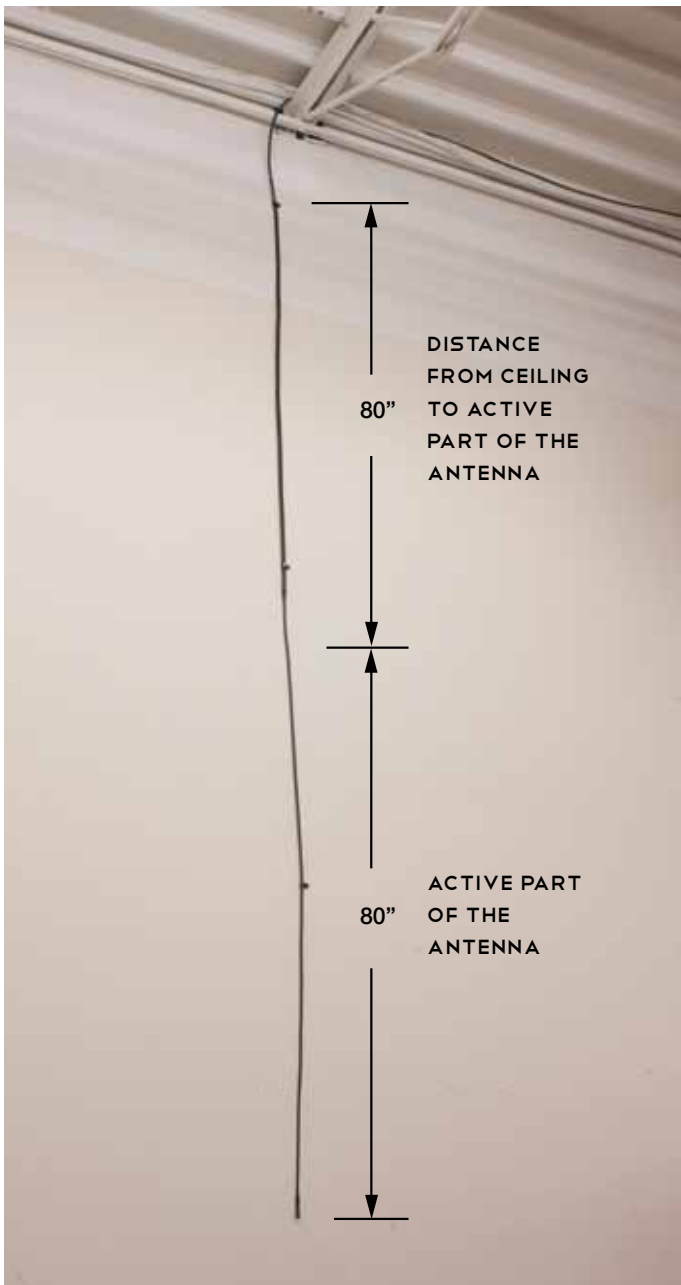 DISTANCE
FROM CEILING
80” TO ACTIVE
PART OF THE
ANTENNA
ACTIVE PART
80” OF THE
ANTENNA